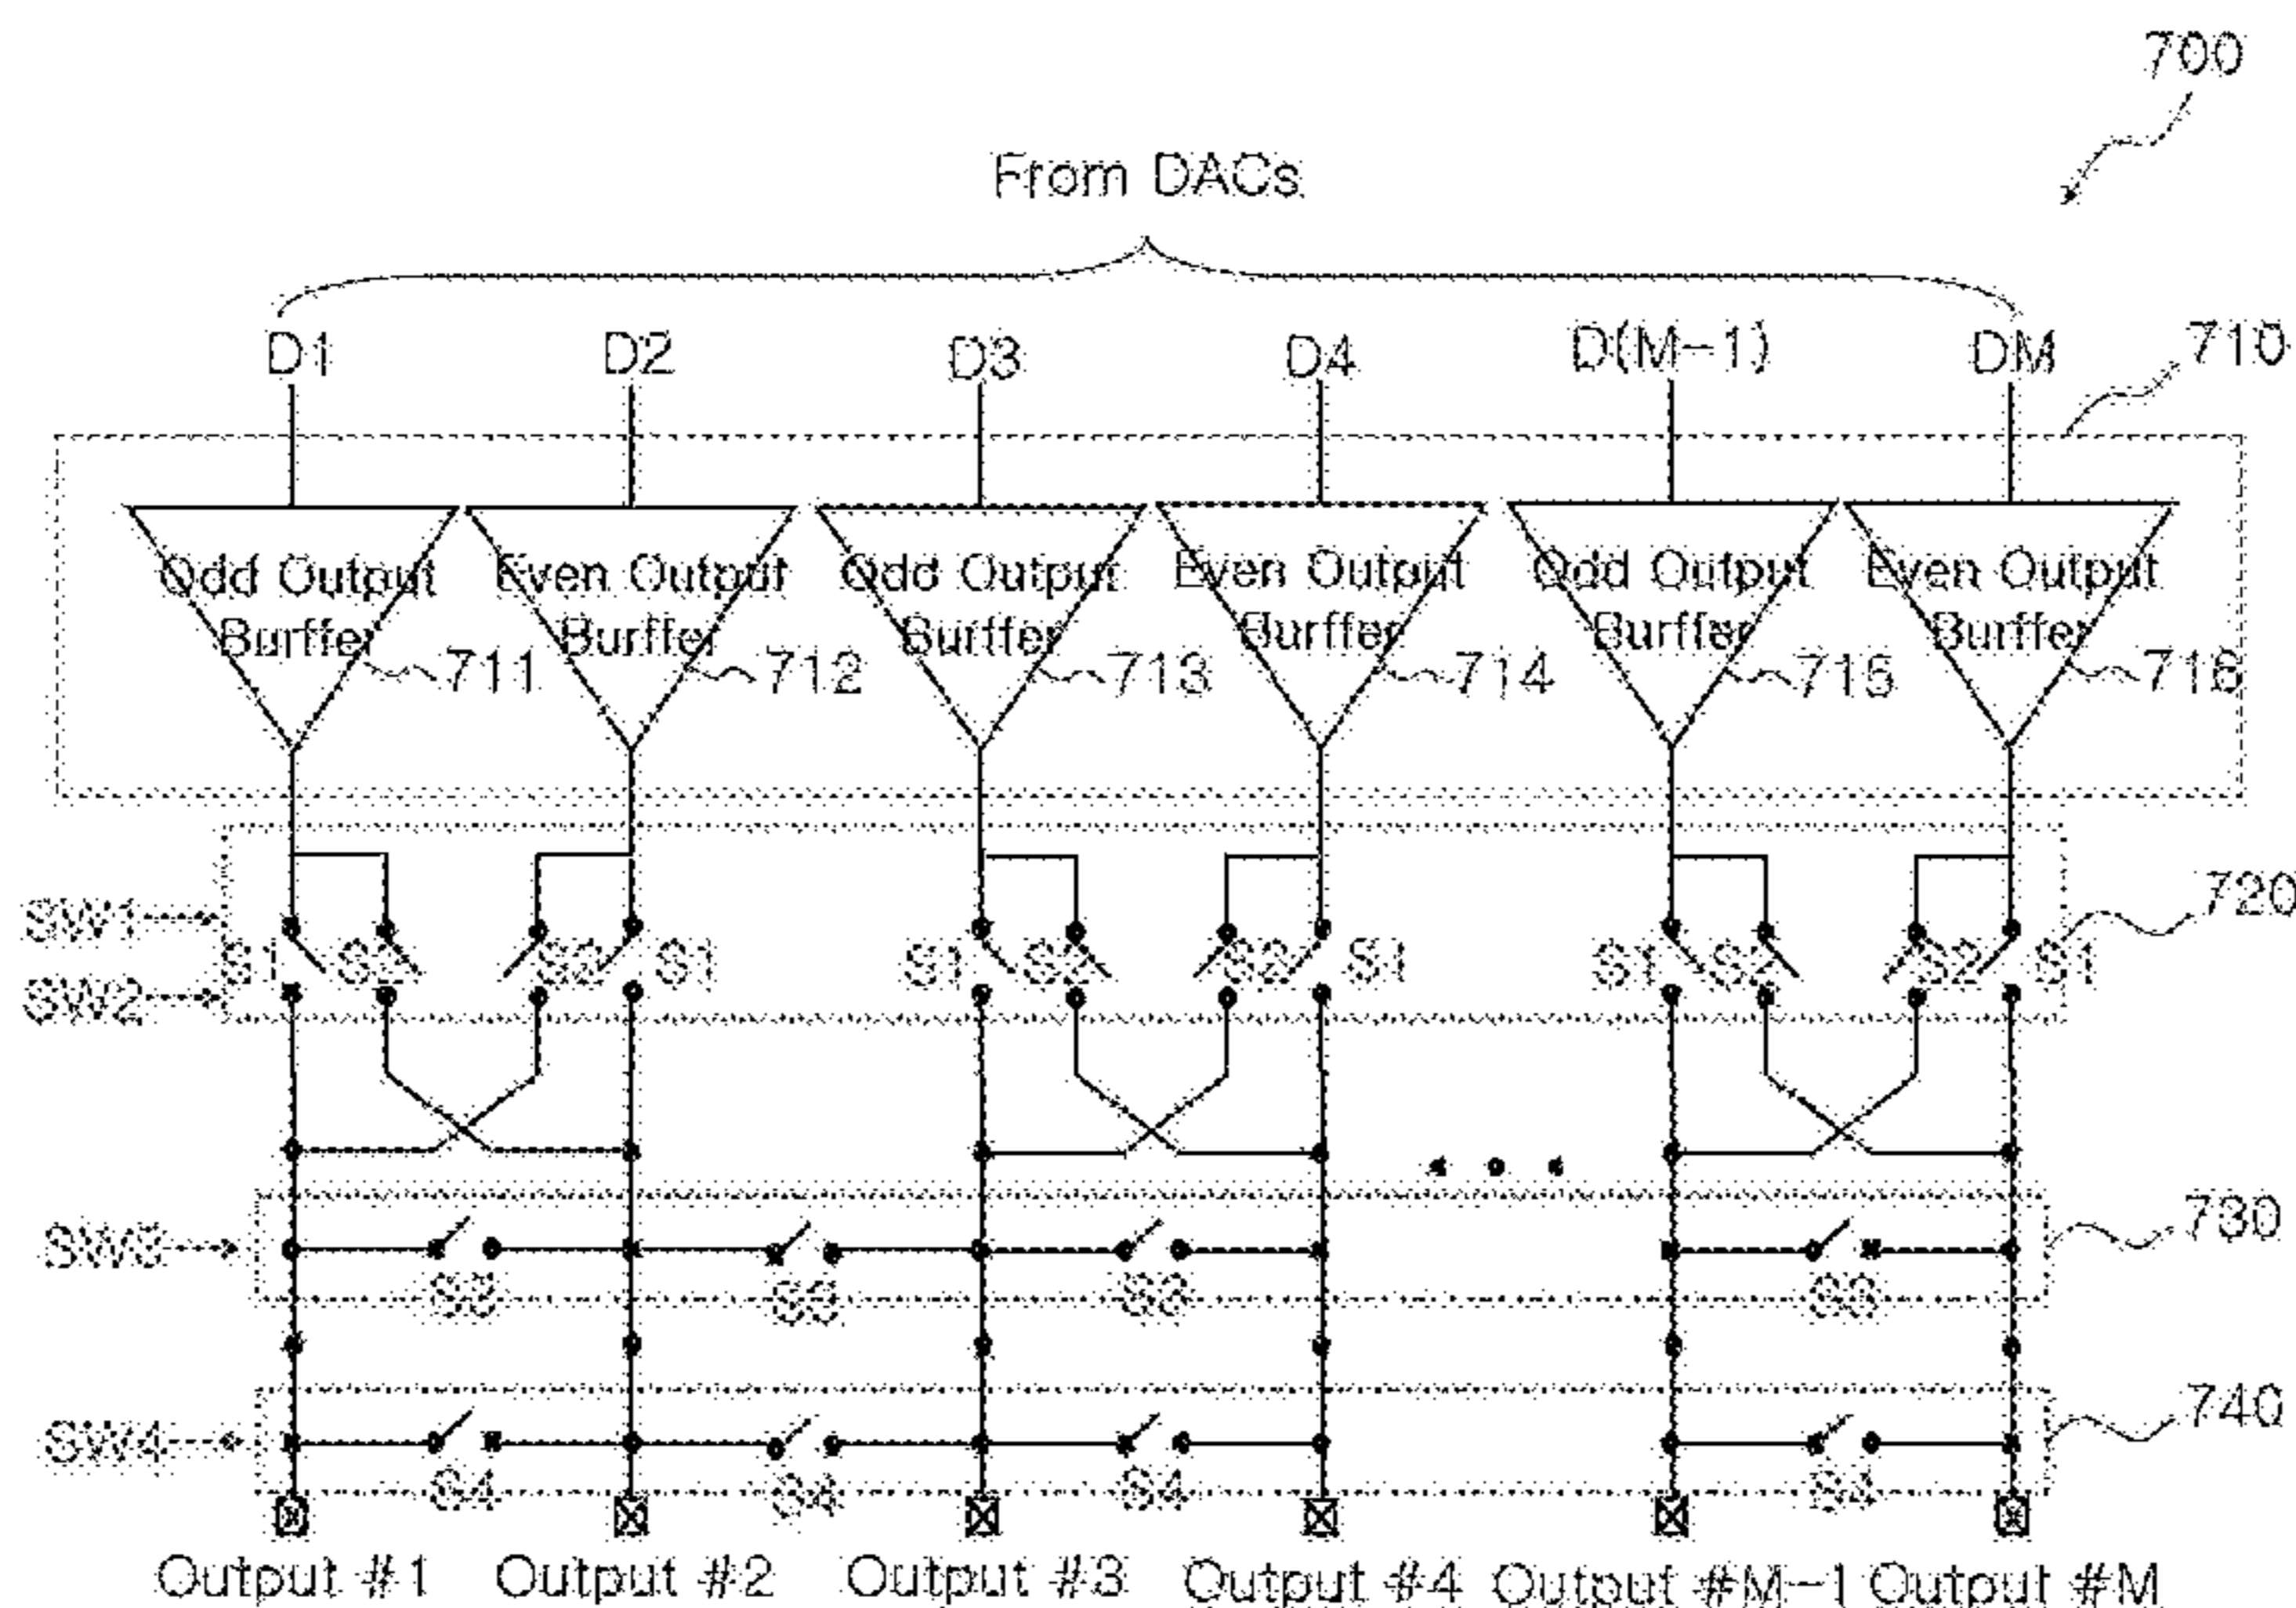 700
From DACs
D1 D2 D3 D4 D(M-1) DM
710
Odd Output Burffer
Even Output Burffer
Odd Output Burffer
Even Output Burffer
Odd Output Burffer
Even Output Burffer
711 712 713 714 715 716
SW1
720
S1 S2 S2 S1 S1 S2 S2 S1 S1 S2 S2 S1
SW2
SW3
730
S3 S3 S3 S3
SW4
740
S4 S4 S4 S4
Output #1 Output #2 Output #3 Output #4 Output #M-1 Output #M